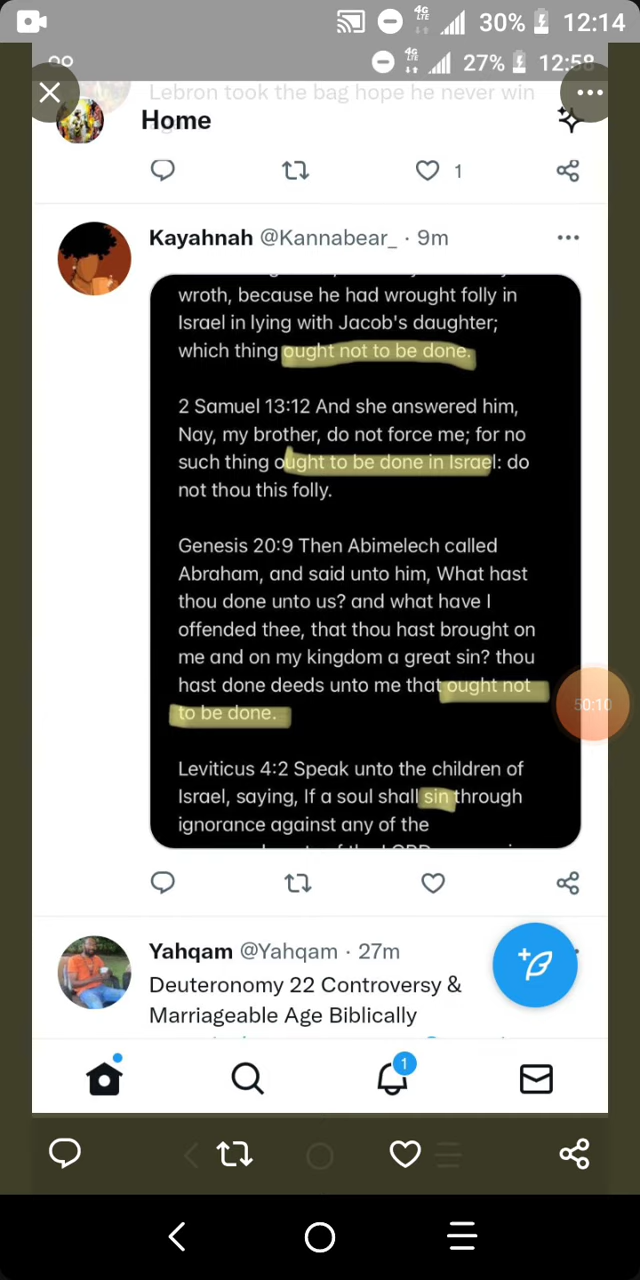 4G
LTE
30%
12:14
4G
LTE
27%
12:58
Lebron took the bag hope he never win
Home
1
Kayahnah @Kannabear_ · 9m
wroth, because he had wrought folly in
Israel in lying with Jacob's daughter;
which thing ought not to be done.
2 Samuel 13:12 And she answered him,
Nay, my brother, do not force me; for no
such thing ought to be done in Israel: do
not thou this folly.
Genesis 20:9 Then Abimelech called
Abraham, and said unto him, What hast
thou done unto us? and what have I
offended thee, that thou hast brought on
me and on my kingdom a great sin? thou
hast done deeds unto me that ought not
to be done.
50:10
Leviticus 4:2 Speak unto the children of
Israel, saying, If a soul shall sin through
ignorance against any of the
Yahqam @Yahqam · 27m
Deuteronomy 22 Controversy &
Marriageable Age Biblically
1